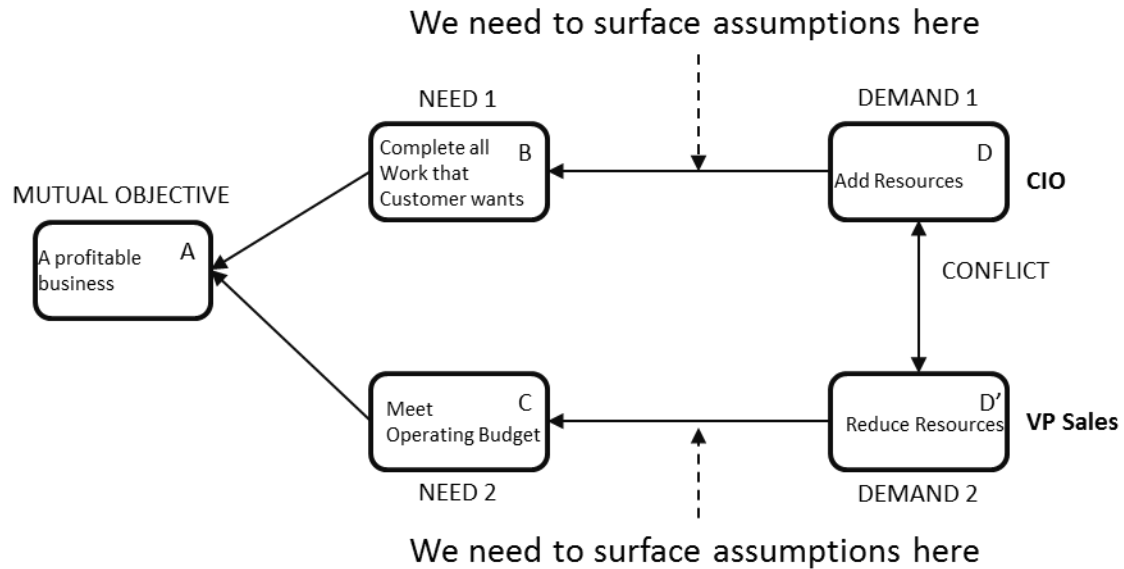 We need to surface assumptions here
NEED 1
DEMAND 1
Complete all
Work that
Customer wants
B
D
Add Resources
CIO
MUTUAL OBJECTIVE
A profitable
business
A
CONFLICT
Meet
Operating Budget
C
D’
Reduce Resources
VP Sales
NEED 2
DEMAND 2
We need to surface assumptions here